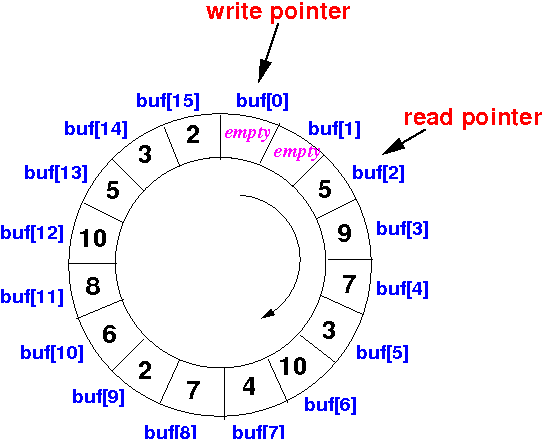 write pointer
read pointer
buf[0]
buf[1]
buf[2]
buf[3]
buf[4]
buf[5]
buf[6]
buf[7]
buf[8]
buf[9]
buf[10]
buf[11]
buf[12]
buf[13]
buf[14]
buf[15]
empty
empty
5
9
7
3
10
4
7
2
6
8
10
5
3
2